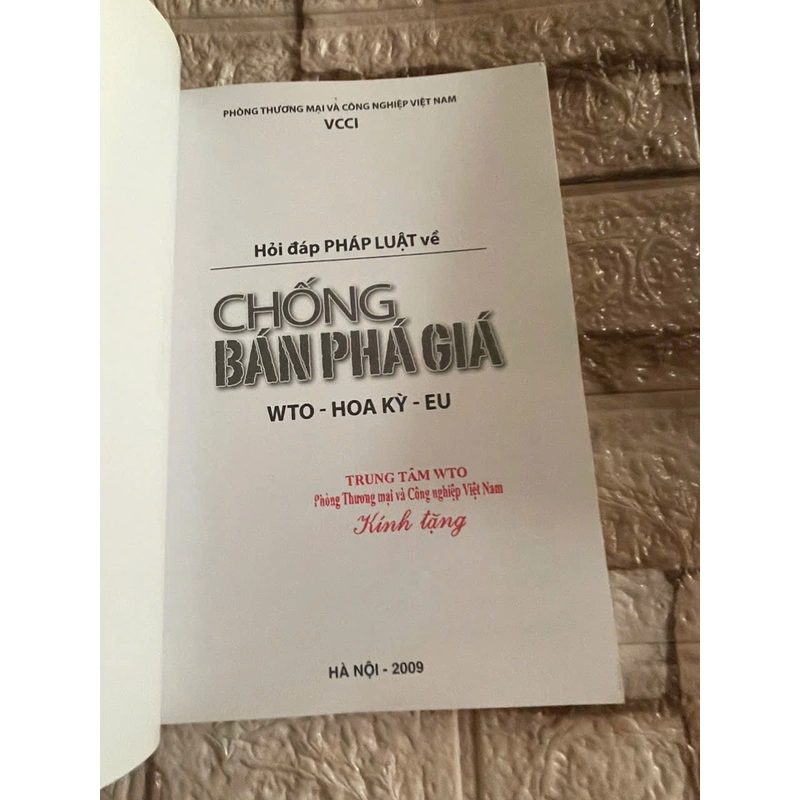 PHÒNG THƯƠNG MẠI VÀ CÔNG NGHIỆP VIỆT NAM
VCCI
Hỏi đáp PHÁP LUẬT về
CHỐNG
BÁN PHÁ GIÁ
WTO - HOA KỲ - EU
TRUNG TÂM WTO
Phòng Thương mại và Công nghiệp Việt Nam
Kính tặng
HÀ NỘI - 2009